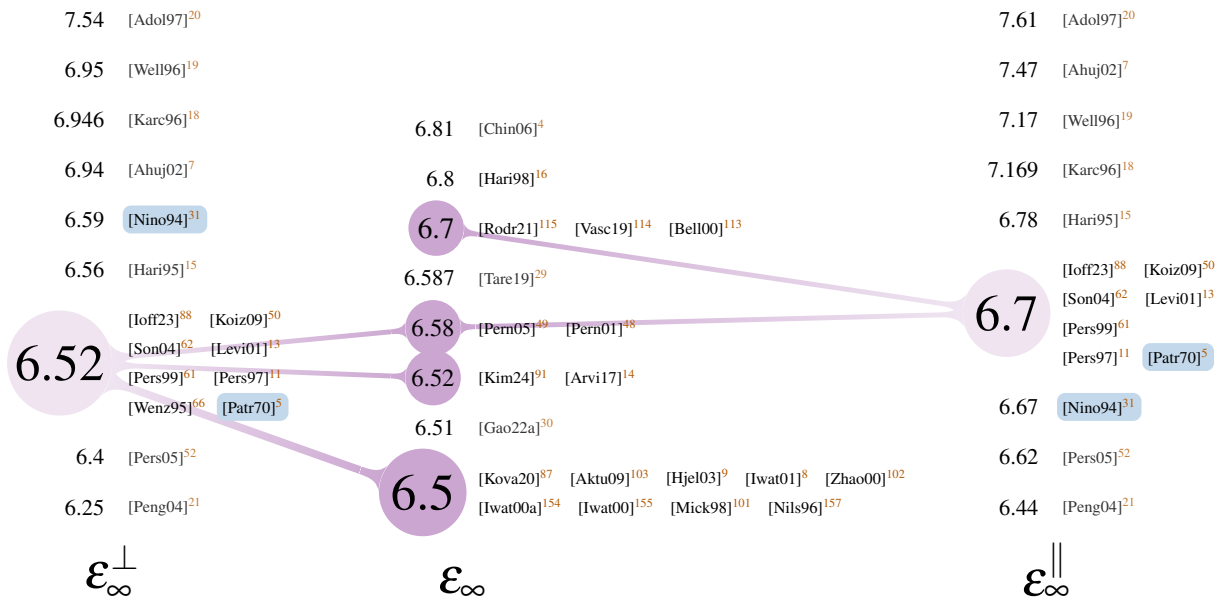 7.54 [Adol97]20
6.95 [Well96]19
6.946 [Karc96]18
6.94 [Ahuj02]7
6.59 [Nino94]31
6.56 [Hari95]15
6.52
[Ioff23]88 [Koiz09]50
[Son04]62 [Levi01]13
[Pers99]61 [Pers97]11
[Wenz95]66 [Patr70]5
6.4 [Pers05]52
6.25 [Peng04]21
ε∞⊥
6.81 [Chin06]4
6.8 [Hari98]16
6.7 [Rodr21]115 [Vasc19]114 [Bell00]113
6.587 [Tare19]29
6.58 [Pern05]49 [Pern01]48
6.52 [Kim24]91 [Arvi17]14
6.51 [Gao22a]30
6.5
[Kova20]87 [Aktu09]103 [Hjel03]9 [Iwat01]8 [Zhao00]102
[Iwat00a]154 [Iwat00]155 [Mick98]101 [Nils96]157
ε∞
7.61 [Adol97]20
7.47 [Ahuj02]7
7.17 [Well96]19
7.169 [Karc96]18
6.78 [Hari95]15
6.7
[Ioff23]88 [Koiz09]50
[Son04]62 [Levi01]13
[Pers99]61
[Pers97]11 [Patr70]5
6.67 [Nino94]31
6.62 [Pers05]52
6.44 [Peng04]21
ε∞∥